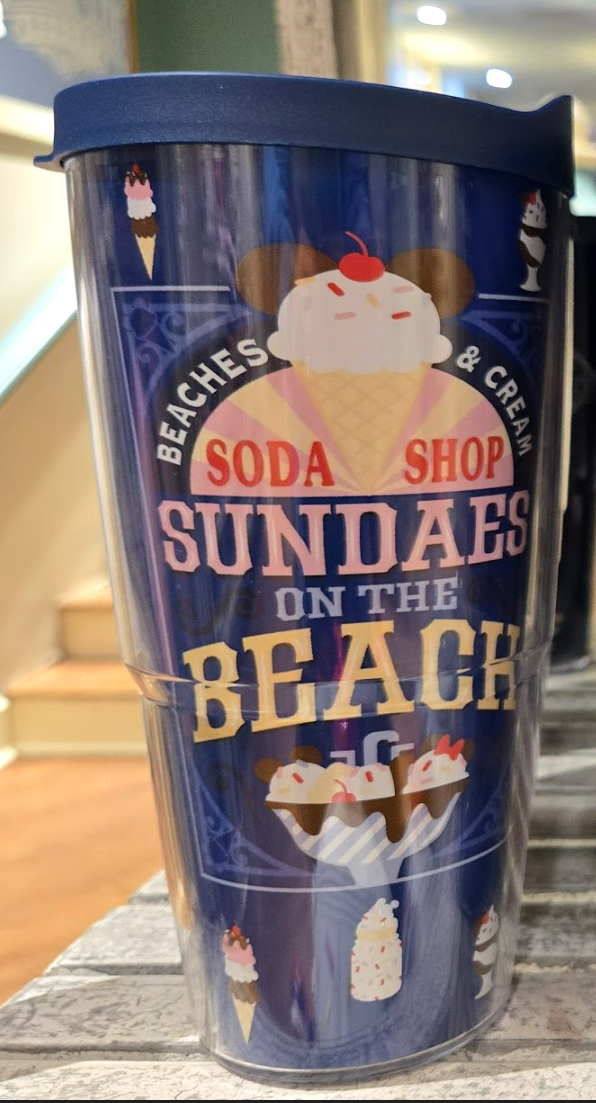 BEACHES & CREAM
SODA SHOP
SUNDAES
ON THE
BEACH